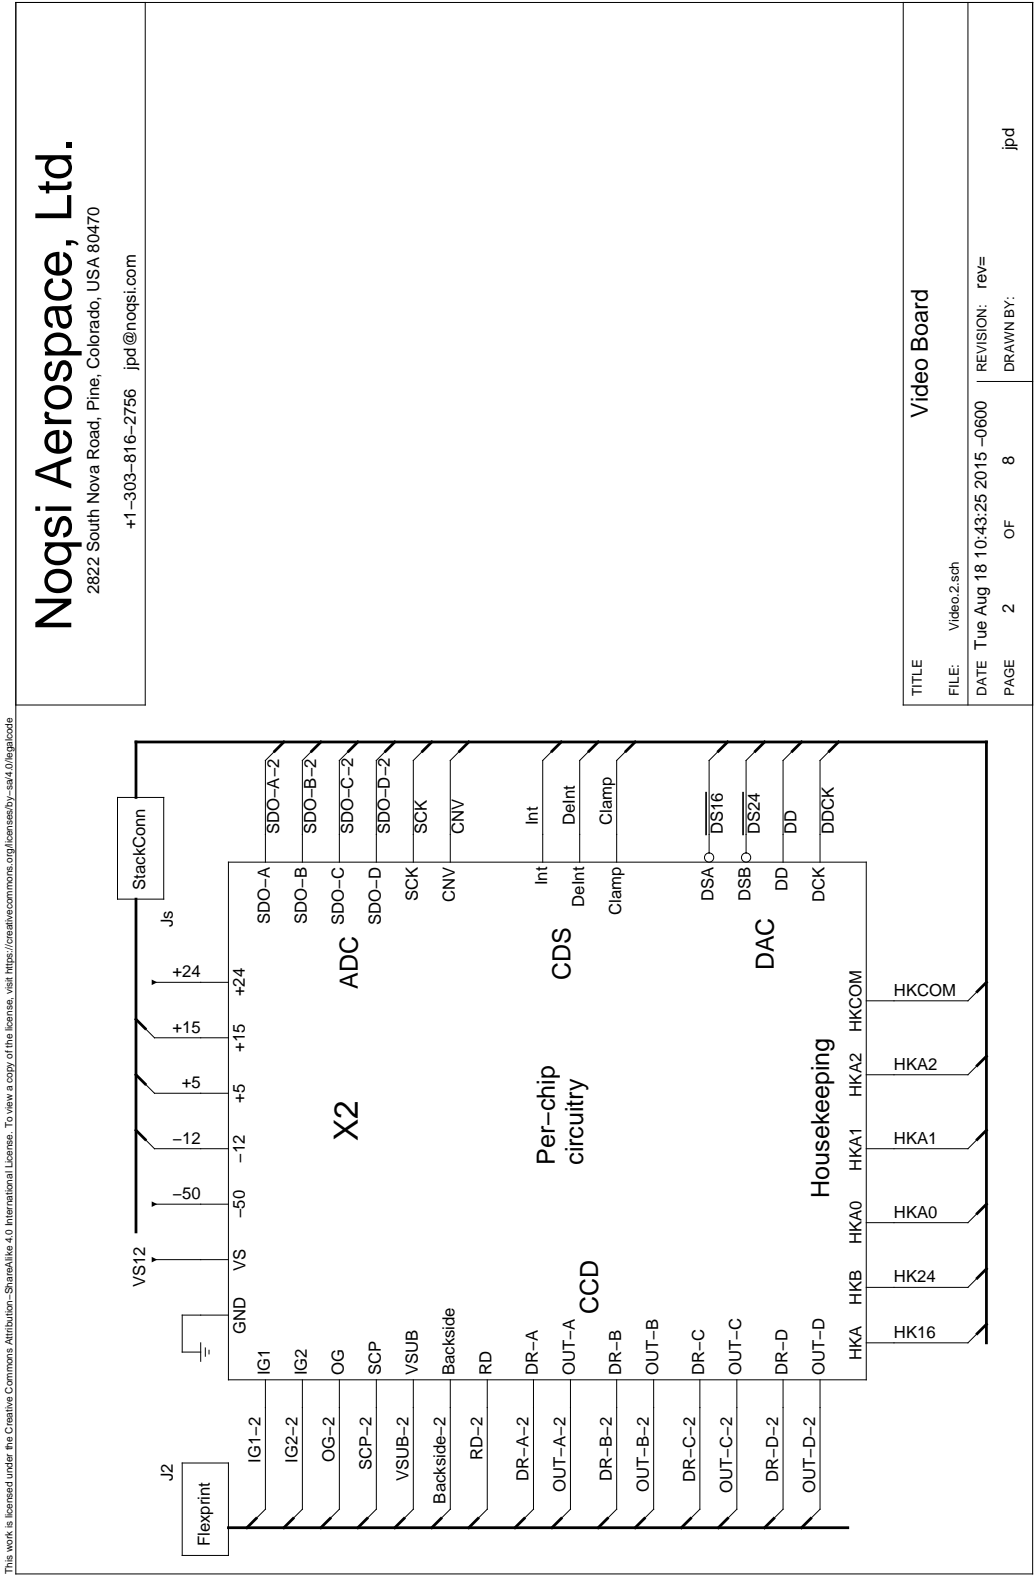 This work is licensed under the Creative Commons Attribution−ShareAlike 4.0 International License. To view a copy of the license, visit https://creativecommons.org/licenses/by−sa/4.0/legalcode
Noqsi Aerospace, Ltd.
2822 South Nova Road, Pine, Colorado, USA 80470
+1−303−816−2756 jpd@noqsi.com
StackConn
Js
VS12
−50
−12
+5
+15
+24
GND
VS
−50
−12
+5
+15
+24
J2
Flexprint
IG1−2
IG2−2
OG−2
SCP−2
VSUB−2
Backside−2
RD−2
DR−A−2
OUT−A−2
DR−B−2
OUT−B−2
DR−C−2
OUT−C−2
DR−D−2
OUT−D−2
IG1
IG2
OG
SCP
VSUB
Backside
RD
DR−A
OUT−A
DR−B
OUT−B
DR−C
OUT−C
DR−D
OUT−D
CCD
X2
Per−chip
circuitry
Housekeeping
ADC
CDS
DAC
SDO−A
SDO−B
SDO−C
SDO−D
SCK
CNV
Int
DeInt
Clamp
DSA
DSB
DD
DCK
SDO−A−2
SDO−B−2
SDO−C−2
SDO−D−2
SCK
CNV
Int
DeInt
Clamp
DS16
DS24
DD
DDCK
HKA
HKB
HKA0
HKA1
HKA2
HKCOM
HK16
HK24
HKA0
HKA1
HKA2
HKCOM
TITLE
Video Board
FILE: Video.2.sch
DATE Tue Aug 18 10:43:25 2015 −0600
REVISION: rev=
PAGE 2 OF 8
DRAWN BY: jpd